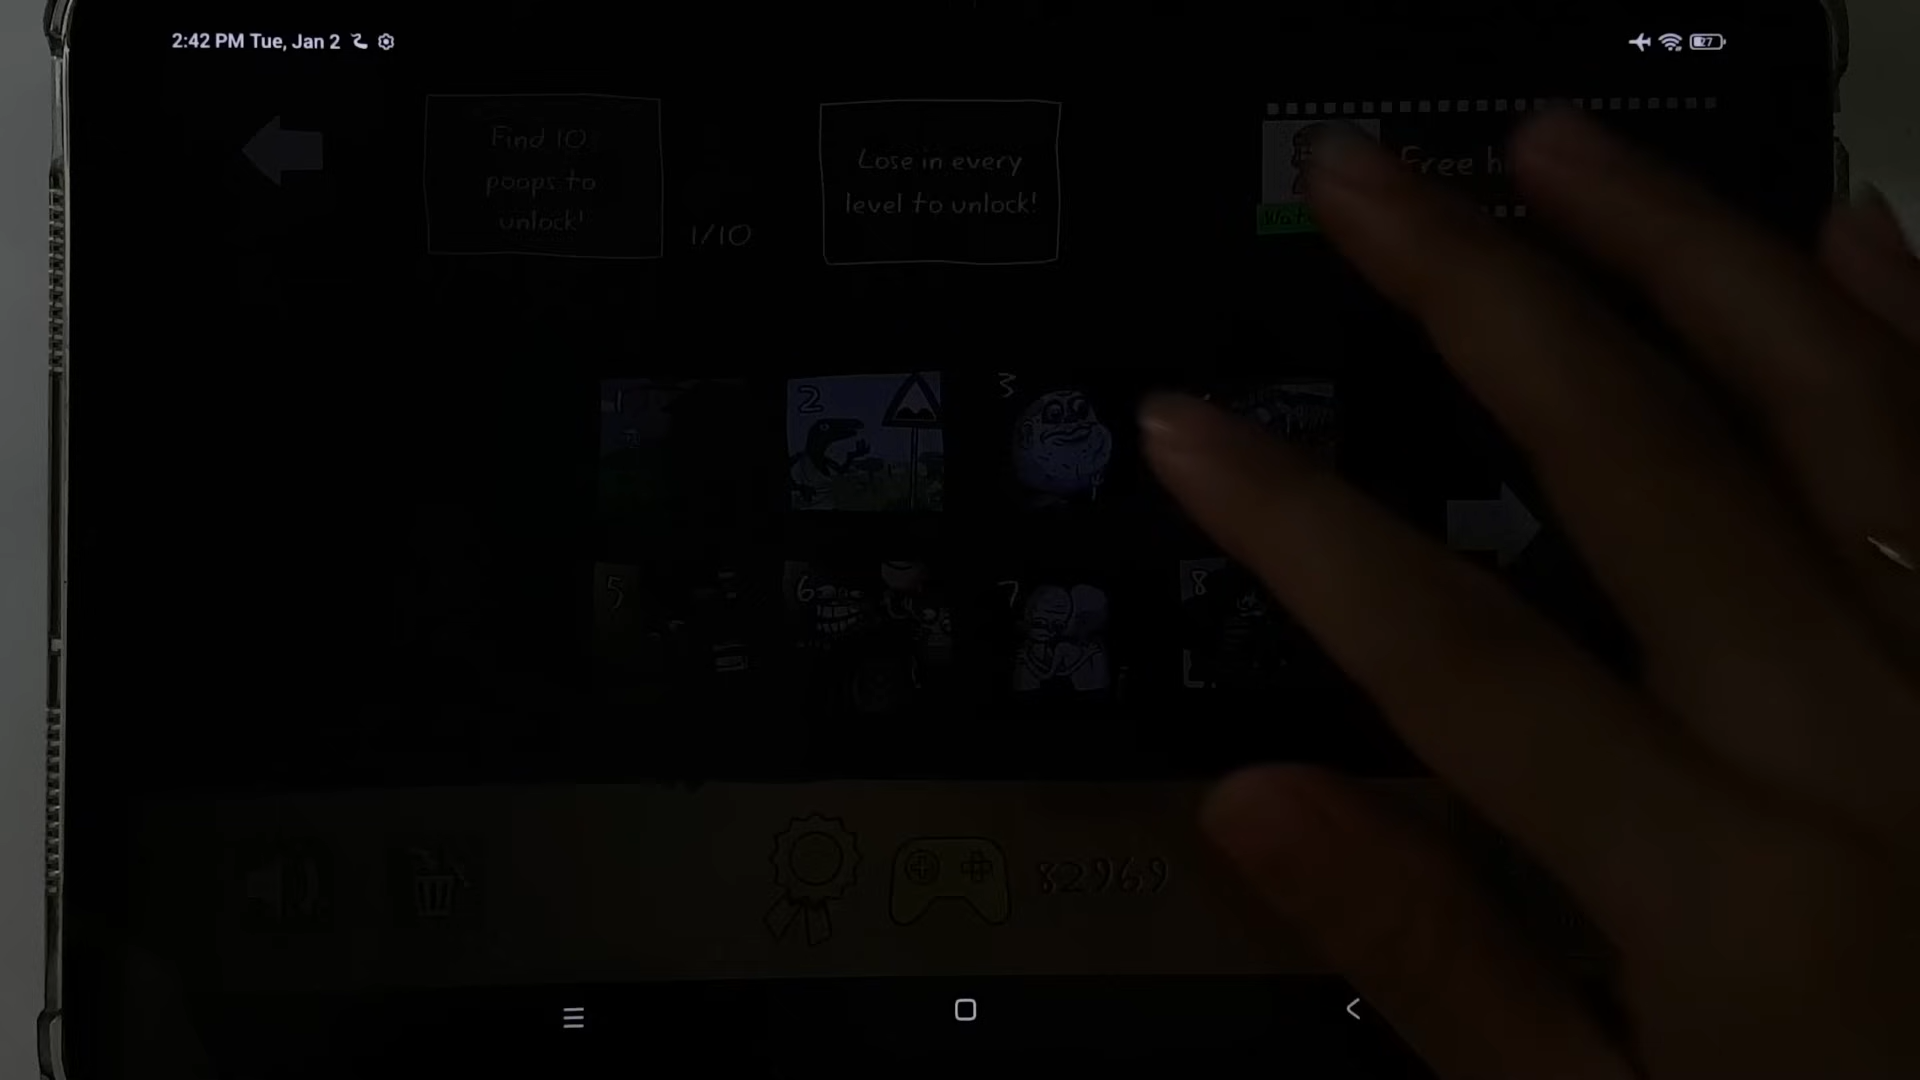 2:42 PM Tue, Jan 2
27
Find 10
poops to
unlock!
1/10
Lose in every
level to unlock!
Free
1
2
3
5
6
7
8
82969